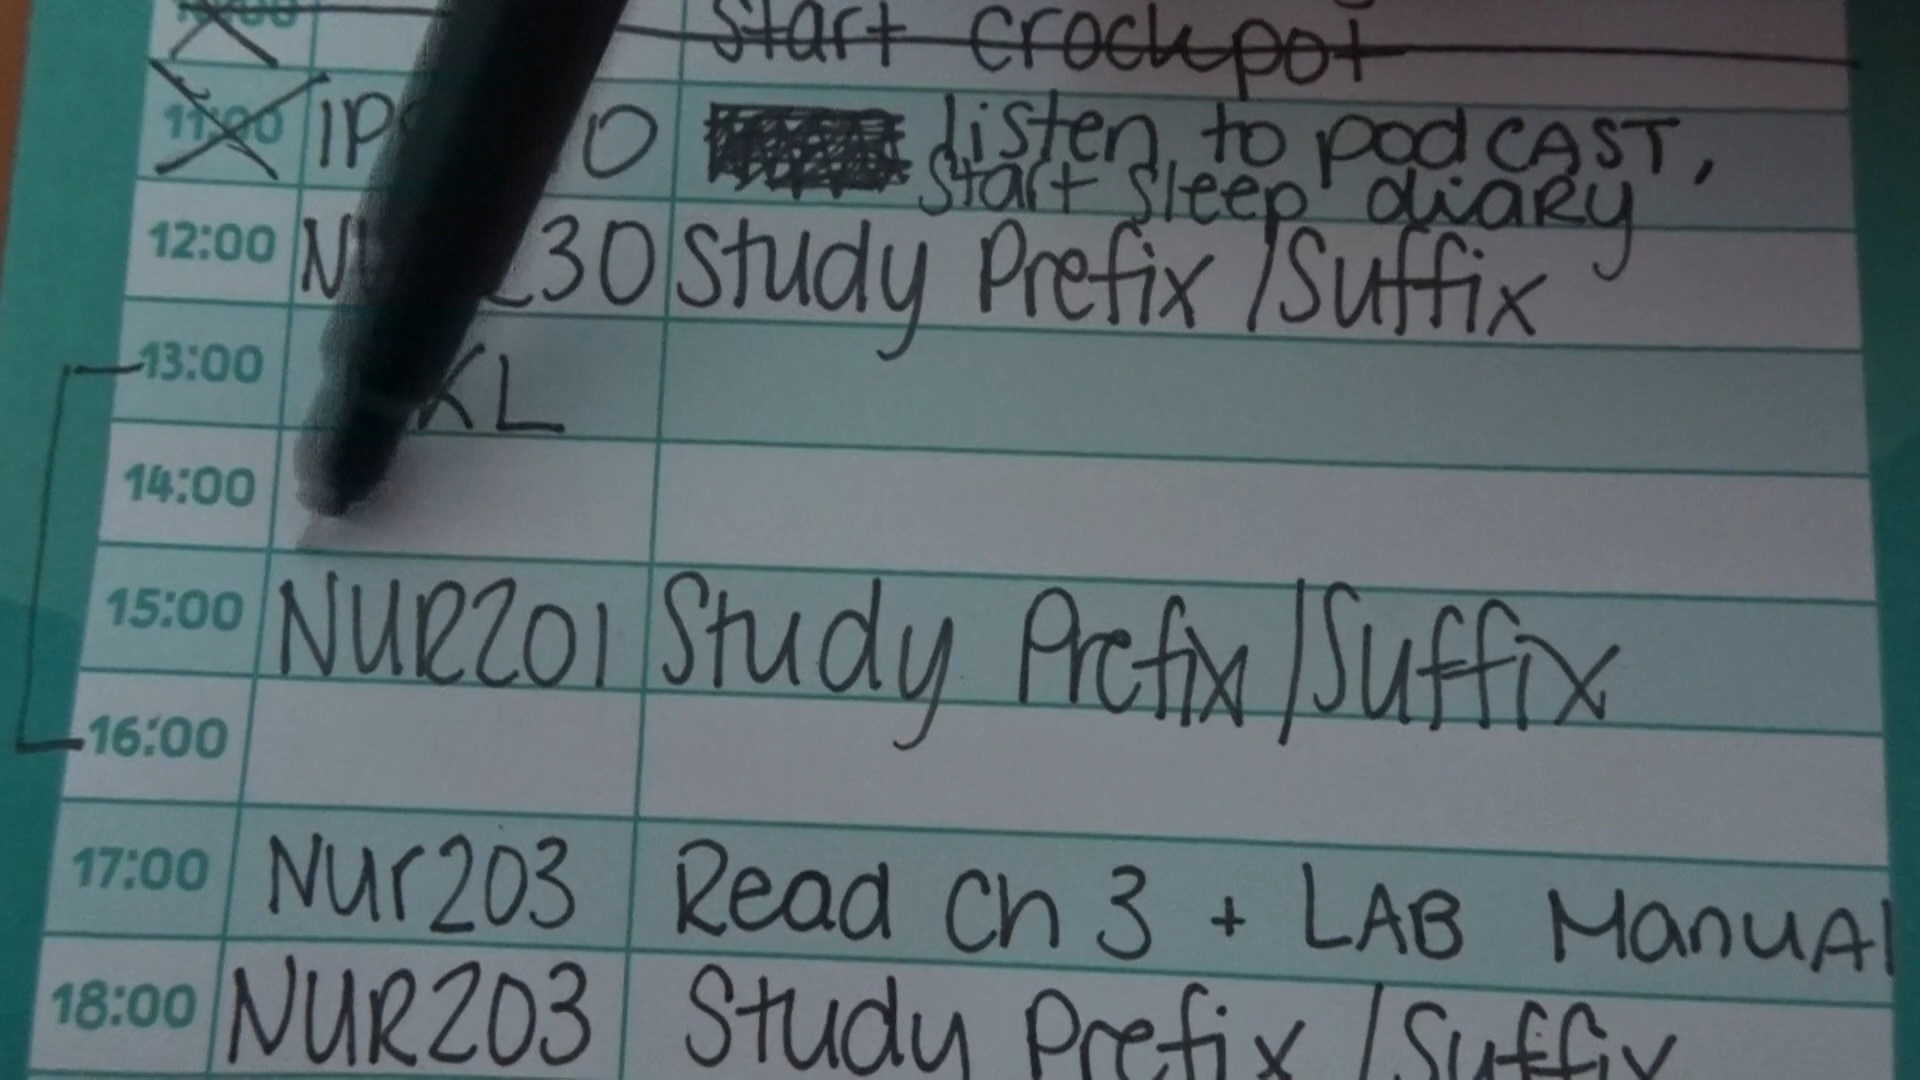 Start crockpot
11:00 listen to podCAST,
start sleep diary
12:00 Study Prefix / Suffix
13:00
14:00
15:00 NUR201 Study Prefix / Suffix
16:00
17:00 Nur203 Read Ch 3 + LAB ManuAl
18:00 NUR203 Study Prefix / Suffix